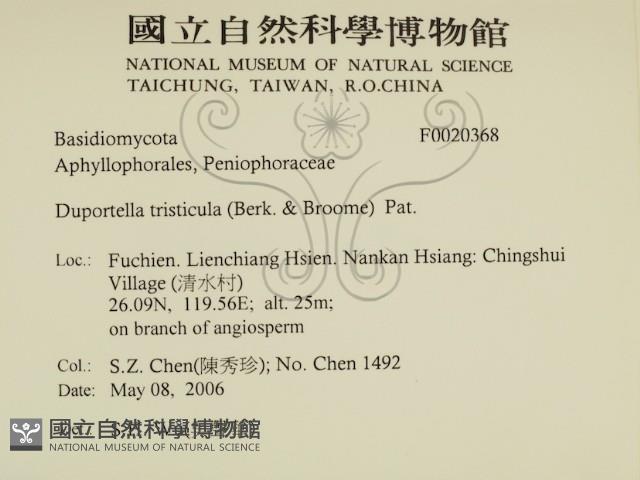 國立自然科學博物館
NATIONAL MUSEUM OF NATURAL SCIENCE
TAICHUNG, TAIWAN, R.O.CHINA
Basidiomycota F0020368
Aphyllophorales, Peniophoraceae
Duportella tristicula (Berk. & Broome) Pat.
Loc.: Fuchien. Lienchiang Hsien. Nankan Hsiang: Chingshui
Village (清水村)
26.09N, 119.56E; alt. 25m;
on branch of angiosperm
Col.: S.Z. Chen(陳秀珍); No. Chen 1492
Date: May 08, 2006
國立自然科學博物館
NATIONAL MUSEUM OF NATURAL SCIENCE